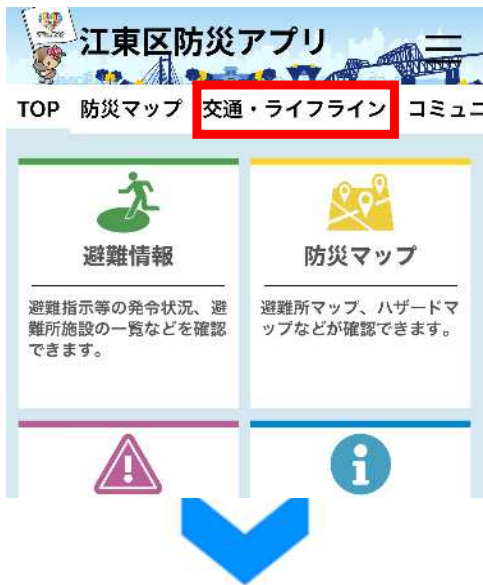 江東区防災アプリ
TOP 防災マップ 交通・ライフライン コミュニ
避難情報
避難指示等の発令状況、避
難所施設の一覧などを確認
できます。
防災マップ
避難所マップ、ハザードマ
ップなどが確認できます。